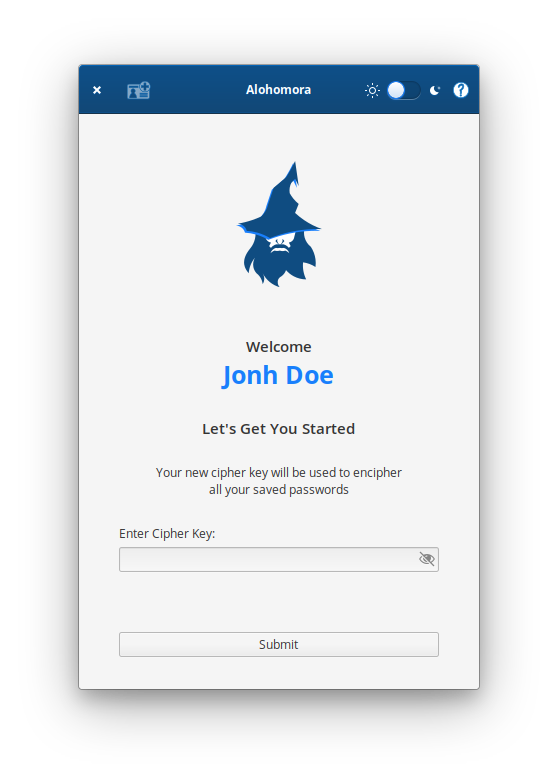 Alohomora
Welcome
Jonh Doe
Let's Get You Started
Your new cipher key will be used to encipher
all your saved passwords
Enter Cipher Key:
Submit